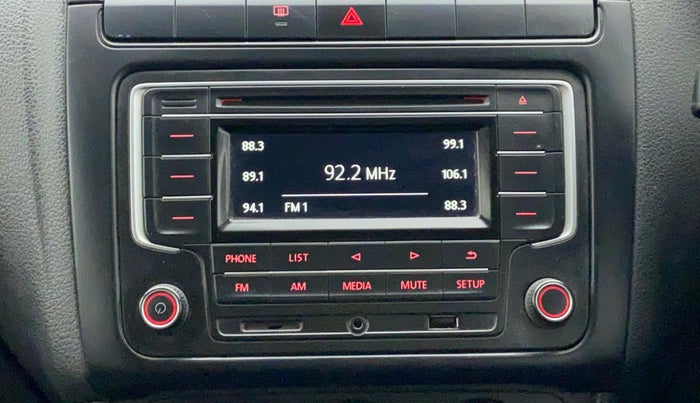 88.3
99.1
89.1
92.2 MHz
106.1
94.1
FM 1
88.3
PHONE LIST
FM AM MEDIA MUTE SETUP